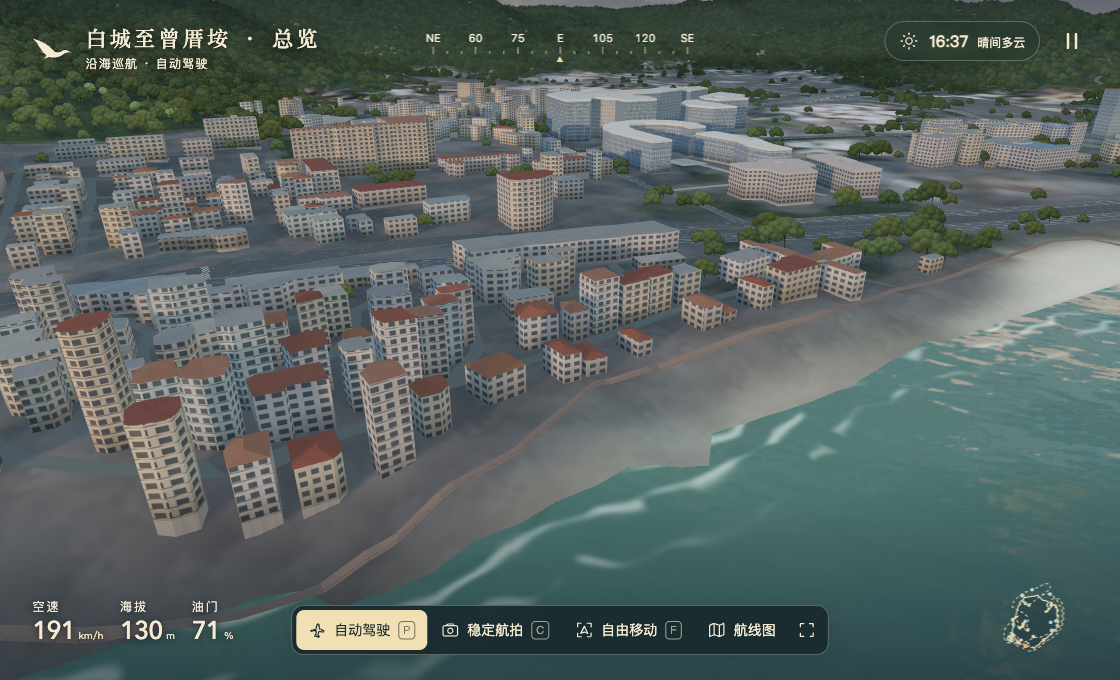 白城至曾厝垵 · 总览
沿海巡航 · 自动驾驶
NE 60 75 E 105 120 SE
16:37 晴间多云
空速 海拔 油门
191 km/h 130 m 71 %
自动驾驶 P 稳定航拍 C 自由移动 F 航线图